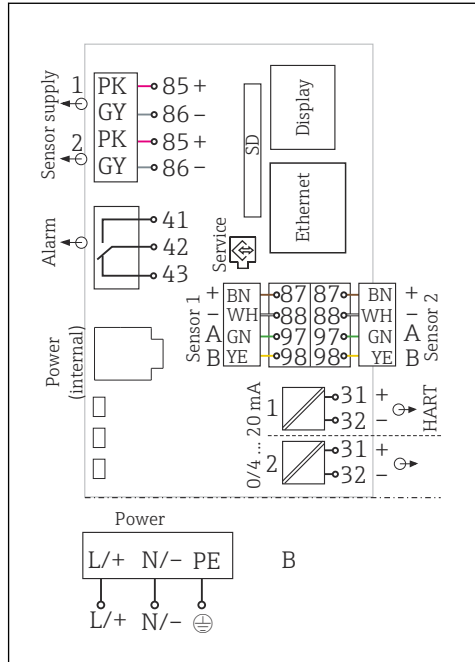 Sensor supply
1 PK 85 +
GY 86 −
2 PK 85 +
GY 86 −
SD
Display
Ethernet
Alarm
41
42
43
Service
Power
(internal)
Sensor 1
+ BN 87 87 BN +
− WH 88 88 WH −
A GN 97 97 GN A
B YE 98 98 YE B
Sensor 2
0/4 ... 20 mA
1 31 +
32 −
HART
2 31 +
32 −
Power
L/+ N/− PE
B
L/+ N/−